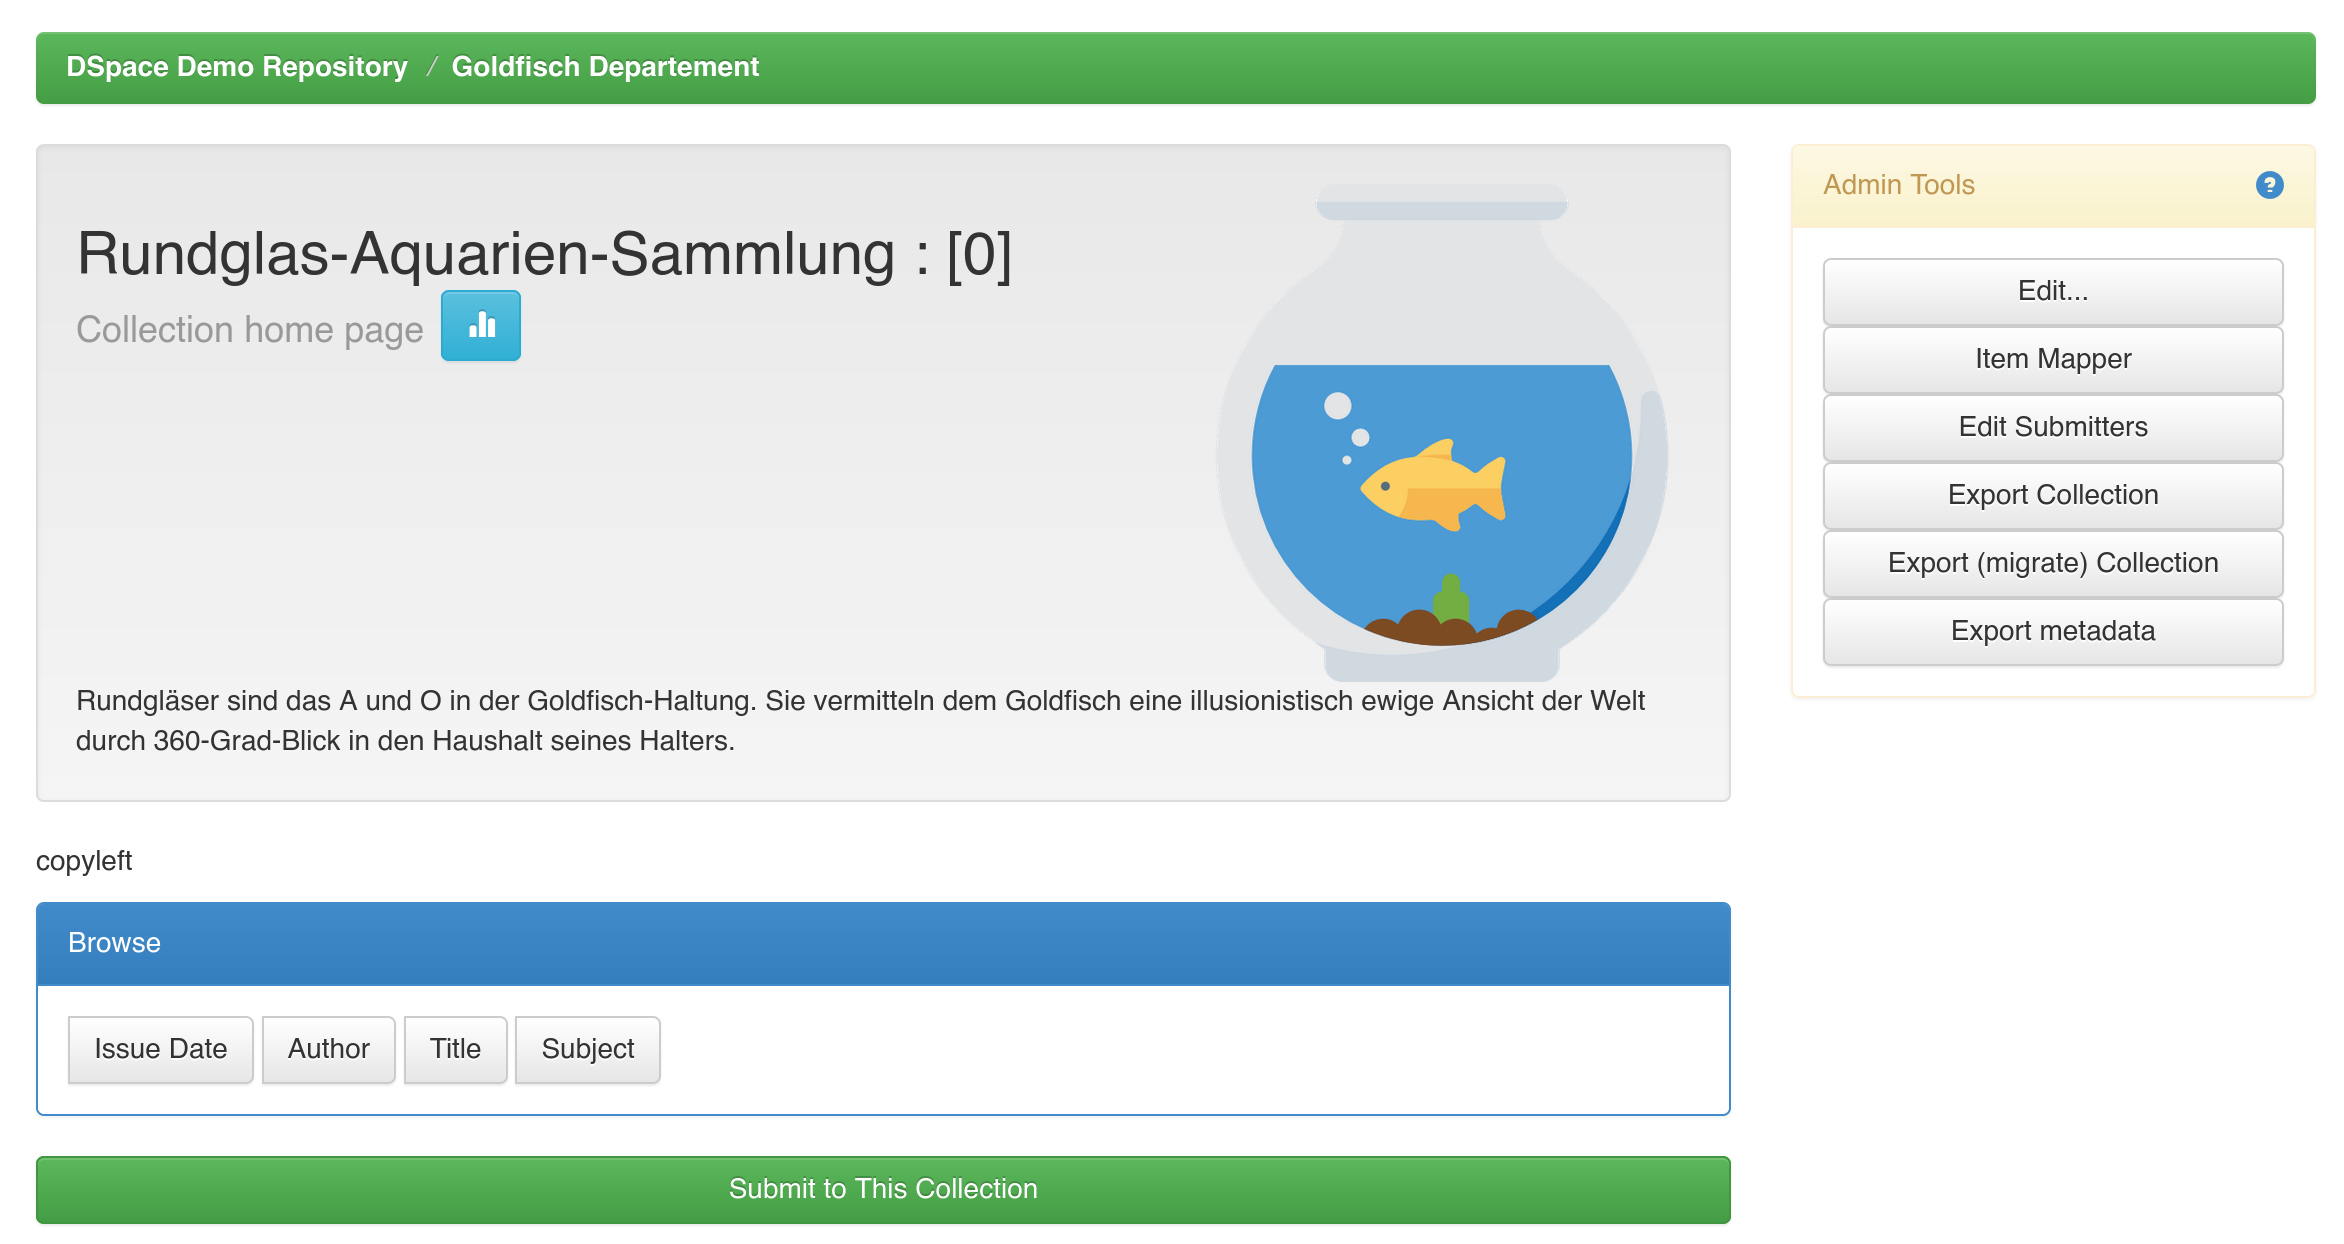 DSpace Demo Repository / Goldfisch Departement
Rundglas-Aquarien-Sammlung : [0]
Collection home page
Rundgläser sind das A und O in der Goldfisch-Haltung. Sie vermitteln dem Goldfisch eine illusionistisch ewige Ansicht der Welt
durch 360-Grad-Blick in den Haushalt seines Halters.
copyleft
Browse
Issue Date Author Title Subject
Submit to This Collection
Admin Tools ?
Edit...
Item Mapper
Edit Submitters
Export Collection
Export (migrate) Collection
Export metadata